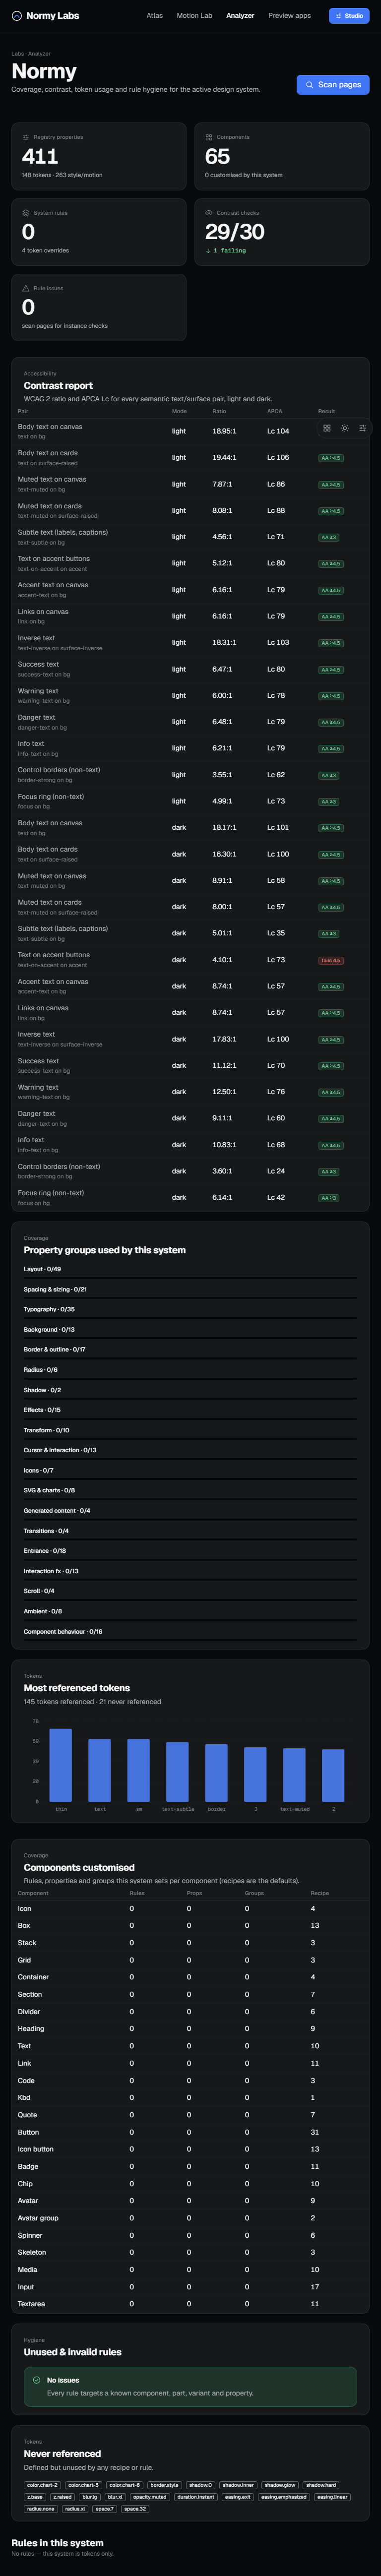 Normy Labs
Atlas
Motion Lab
Analyzer
Preview apps
Studio
Labs · Analyzer
Normy
Coverage, contrast, token usage and rule hygiene for the active design system.
Scan pages
Registry properties
411
148 tokens · 263 style/motion
Components
65
0 customised by this system
System rules
0
4 token overrides
Contrast checks
29/30
↓ 1 failing
Rule issues
0
scan pages for instance checks
Accessibility
Contrast report
WCAG 2 ratio and APCA Lc for every semantic text/surface pair, light and dark.
Pair Mode Ratio APCA Result
Body text on canvas
text on bg
light 18.95:1 Lc 104
Body text on cards
text on surface-raised
light 19.44:1 Lc 106 AA ≥4.5
Muted text on canvas
text-muted on bg
light 7.87:1 Lc 86 AA ≥4.5
Muted text on cards
text-muted on surface-raised
light 8.08:1 Lc 88 AA ≥4.5
Subtle text (labels, captions)
text-subtle on bg
light 4.56:1 Lc 71 AA ≥3
Text on accent buttons
text-on-accent on accent
light 5.12:1 Lc 80 AA ≥4.5
Accent text on canvas
accent-text on bg
light 6.16:1 Lc 79 AA ≥4.5
Links on canvas
link on bg
light 6.16:1 Lc 79 AA ≥4.5
Inverse text
text-inverse on surface-inverse
light 18.31:1 Lc 103 AA ≥4.5
Success text
success-text on bg
light 6.47:1 Lc 80 AA ≥4.5
Warning text
warning-text on bg
light 6.00:1 Lc 78 AA ≥4.5
Danger text
danger-text on bg
light 6.48:1 Lc 79 AA ≥4.5
Info text
info-text on bg
light 6.21:1 Lc 79 AA ≥4.5
Control borders (non-text)
border-strong on bg
light 3.55:1 Lc 62 AA ≥3
Focus ring (non-text)
focus on bg
light 4.99:1 Lc 73 AA ≥3
Body text on canvas
text on bg
dark 18.17:1 Lc 101 AA ≥4.5
Body text on cards
text on surface-raised
dark 16.30:1 Lc 100 AA ≥4.5
Muted text on canvas
text-muted on bg
dark 8.91:1 Lc 58 AA ≥4.5
Muted text on cards
text-muted on surface-raised
dark 8.00:1 Lc 57 AA ≥4.5
Subtle text (labels, captions)
text-subtle on bg
dark 5.01:1 Lc 35 AA ≥3
Text on accent buttons
text-on-accent on accent
dark 4.10:1 Lc 73 fails 4.5
Accent text on canvas
accent-text on bg
dark 8.74:1 Lc 57 AA ≥4.5
Links on canvas
link on bg
dark 8.74:1 Lc 57 AA ≥4.5
Inverse text
text-inverse on surface-inverse
dark 17.83:1 Lc 100 AA ≥4.5
Success text
success-text on bg
dark 11.12:1 Lc 70 AA ≥4.5
Warning text
warning-text on bg
dark 12.50:1 Lc 76 AA ≥4.5
Danger text
danger-text on bg
dark 9.11:1 Lc 60 AA ≥4.5
Info text
info-text on bg
dark 10.83:1 Lc 68 AA ≥4.5
Control borders (non-text)
border-strong on bg
dark 3.60:1 Lc 24 AA ≥3
Focus ring (non-text)
focus on bg
dark 6.14:1 Lc 42 AA ≥3
Coverage
Property groups used by this system
Layout · 0/49
Spacing & sizing · 0/21
Typography · 0/35
Background · 0/13
Border & outline · 0/17
Radius · 0/6
Shadow · 0/2
Effects · 0/15
Transform · 0/10
Cursor & interaction · 0/13
Icons · 0/7
SVG & charts · 0/8
Generated content · 0/4
Transitions · 0/4
Entrance · 0/18
Interaction fx · 0/13
Scroll · 0/4
Ambient · 0/8
Component behaviour · 0/16
Tokens
Most referenced tokens
145 tokens referenced · 21 never referenced
20
0
thin text sm text-subtle border 3 text-muted 2
Coverage
Components customised
Rules, properties and groups this system sets per component (recipes are the defaults).
Component Rules Props Groups Recipe
Icon 0 0 0 4
Box 0 0 0 13
Stack 0 0 0 3
Grid 0 0 0 3
Container 0 0 0 4
Section 0 0 0 7
Divider 0 0 0 6
Heading 0 0 0 9
Text 0 0 0 10
Link 0 0 0 11
Code 0 0 0 3
Kbd 0 0 0 1
Quote 0 0 0 7
Button 0 0 0 31
Icon button 0 0 0 13
Badge 0 0 0 11
Chip 0 0 0 10
Avatar 0 0 0 9
Avatar group 0 0 0 2
Spinner 0 0 0 6
Skeleton 0 0 0 3
Media 0 0 0 10
Input 0 0 0 17
Textarea 0 0 0 11
Hygiene
Unused & invalid rules
No issues
Every rule targets a known component, part, variant and property.
Tokens
Never referenced
Defined but unused by any recipe or rule.
color.chart-2 color.chart-5 color.chart-6 border.style shadow.0 shadow.inner shadow.glow shadow.hard
z.base z.raised blur.lg blur.xl opacity.muted duration.instant easing.exit easing.emphasized easing.linear
radius.none radius.xl space.7 space.32
Rules in this system
No rules — this system is tokens only.